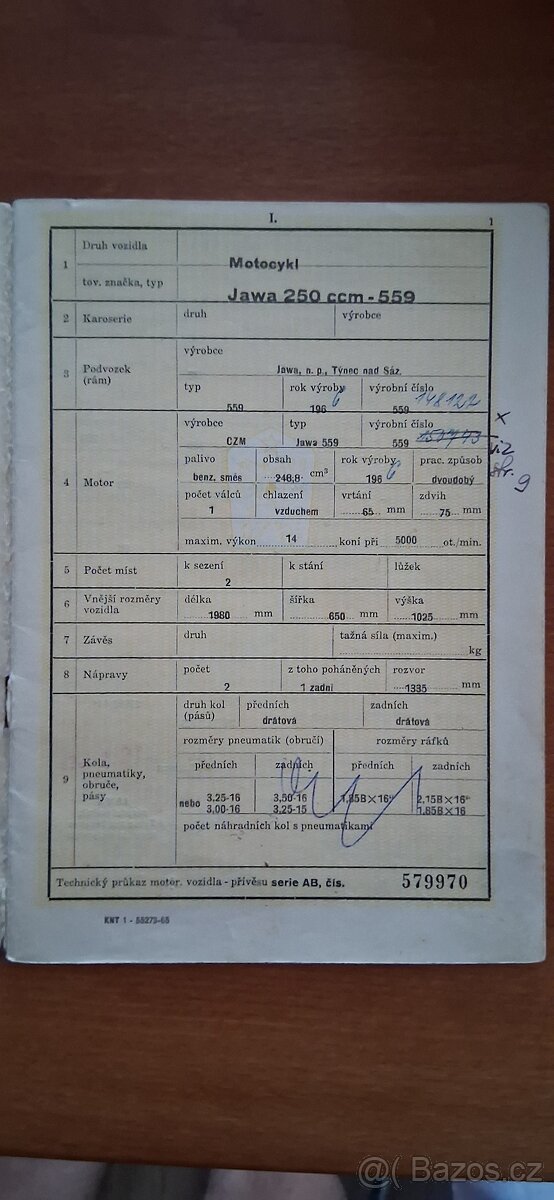 I. 1
1 Druh vozidla Motocykl
tov. značka, typ Jawa 250 ccm - 559
2 Karoserie druh výrobce
3 Podvozek (rám) výrobce
Jawa, n. p., Týnec nad Sáz.
typ rok výroby výrobní číslo
559 1966 559 148127
4 Motor výrobce typ výrobní číslo
CZM Jawa 559 559
x viz str. 9
palivo obsah rok výroby prac. způsob
benz. směs 248,8 cm³ 1966 dvoudobý
počet válců chlazení vrtání zdvih
1 vzduchem 65 mm 75 mm
maxim. výkon 14 koní při 5000 ot./min.
5 Počet míst k sezení k stání lůžek
2
6 Vnější rozměry vozidla délka šířka výška
1980 mm 650 mm 1025 mm
7 Závěs druh tažná síla (maxim.)
kg
8 Nápravy počet z toho poháněných rozvor
2 1 zadní 1335 mm
9 Kola, pneumatiky, obruče, pásy
druh kol (pásů) předních zadních
drátová drátová
rozměry pneumatik (obručí) rozměry ráfků
předních zadních předních zadních
3.25-16 3,50-16 1,85B×16" 2,15B×16"
nebo 3,00-16 3.25-15 1.85B×16
počet náhradních kol s pneumatikami
Technický průkaz motor. vozidla - přívěsu serie AB, čís. 579970
KNT 1 - 55273-65
@( Bazos.cz